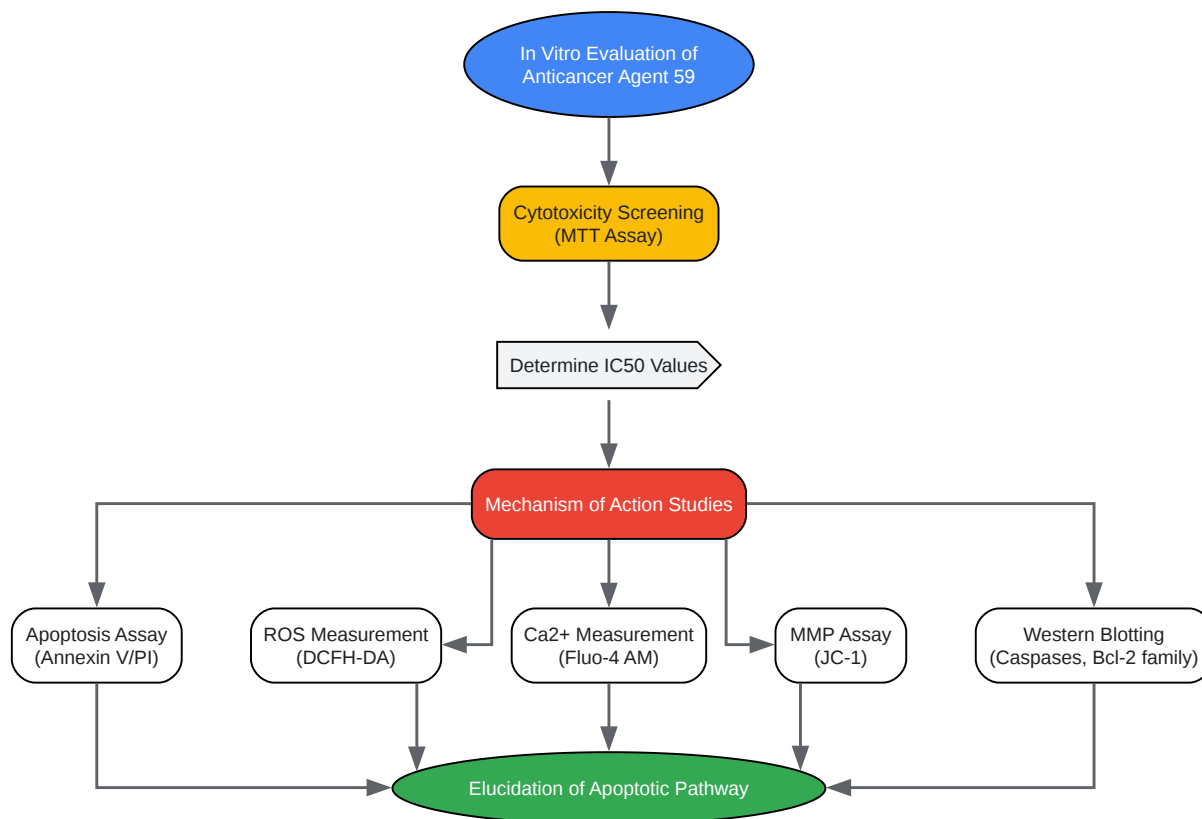 In Vitro Evaluation of
Anticancer Agent 59
Cytotoxicity Screening
(MTT Assay)
Determine IC50 Values
Mechanism of Action Studies
Apoptosis Assay
(Annexin V/PI)
ROS Measurement
(DCFH-DA)
Ca2+ Measurement
(Fluo-4 AM)
MMP Assay
(JC-1)
Western Blotting
(Caspases, Bcl-2 family)
Elucidation of Apoptotic Pathway